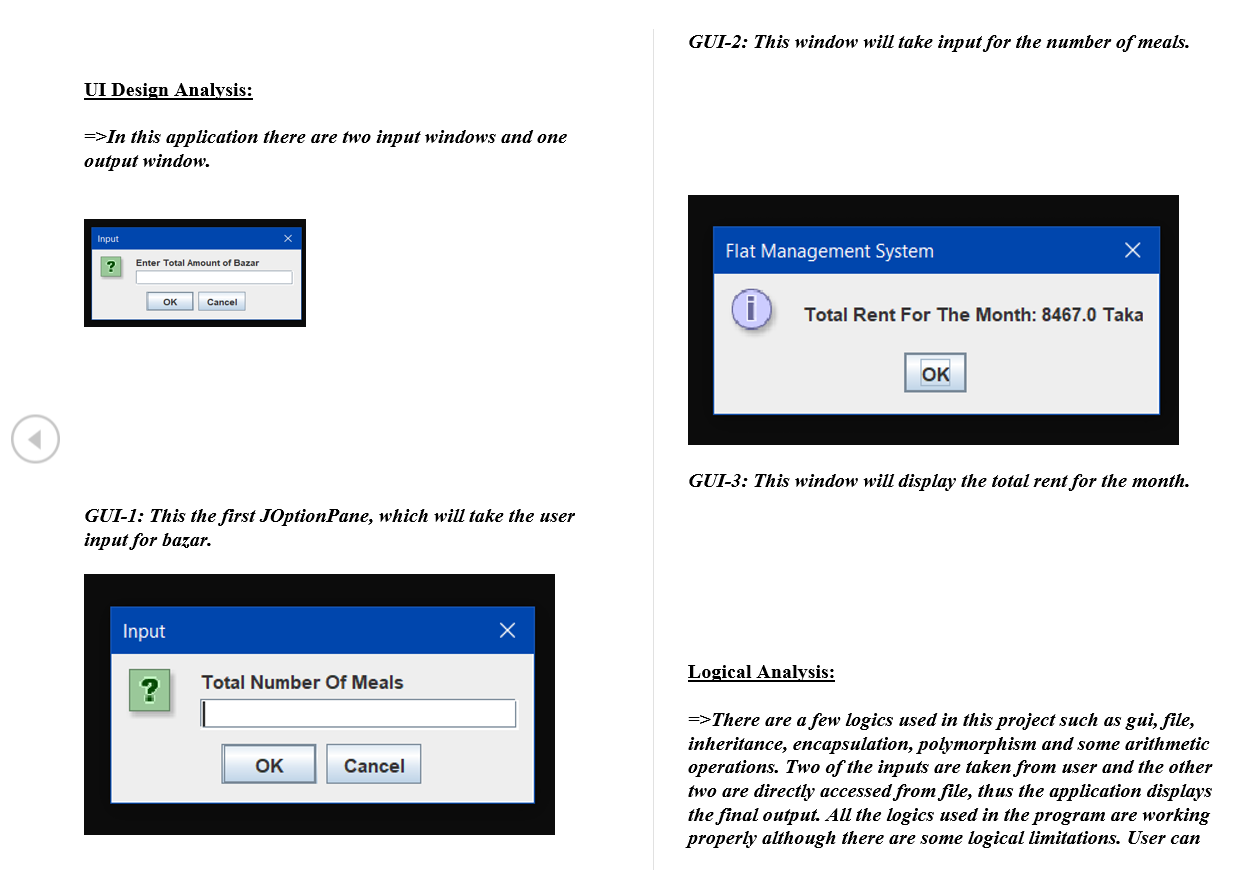 UI Design Analysis:
=>In this application there are two input windows and one
output window.
Input
?
Enter Total Amount of Bazar
OK Cancel
GUI-1: This the first JOptionPane, which will take the user
input for bazar.
Input
?
Total Number Of Meals
OK Cancel
GUI-2: This window will take input for the number of meals.
Flat Management System
i
Total Rent For The Month: 8467.0 Taka
OK
GUI-3: This window will display the total rent for the month.
Logical Analysis:
=>There are a few logics used in this project such as gui, file,
inheritance, encapsulation, polymorphism and some arithmetic
operations. Two of the inputs are taken from user and the other
two are directly accessed from file, thus the application displays
the final output. All the logics used in the program are working
properly although there are some logical limitations. User can